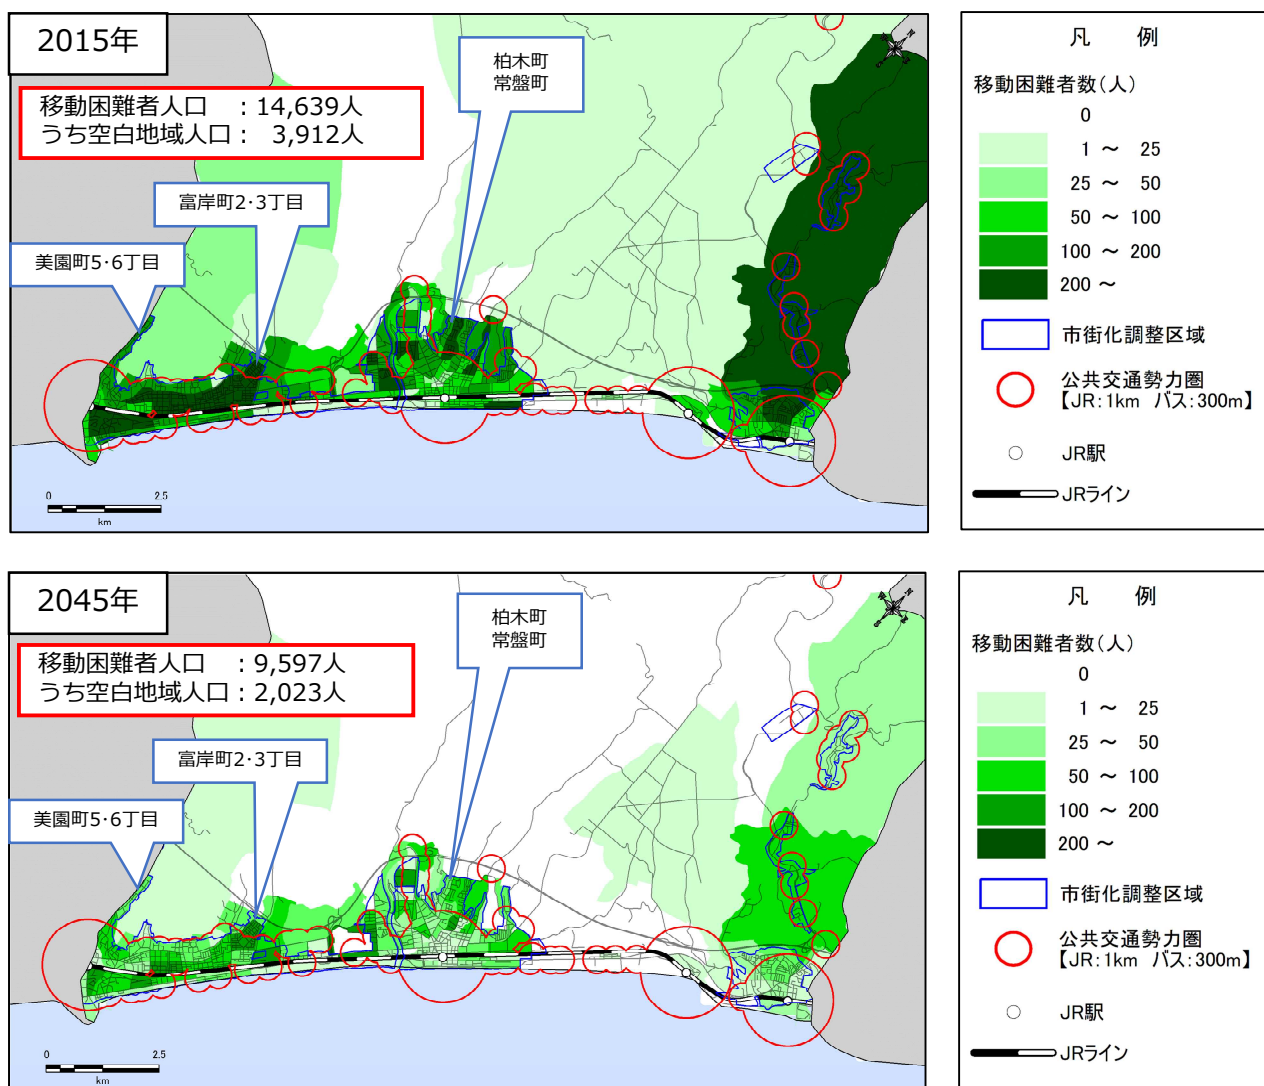 2015年
移動困難者人口 ：14,639人
うち空白地域人口： 3,912人
柏木町
常盤町
富岸町2･3丁目
美園町5･6丁目
0 2.5
km
凡 例
移動困難者数(人)
0
1 ～ 25
25 ～ 50
50 ～ 100
100 ～ 200
200 ～
市街化調整区域
公共交通勢力圏
【JR：1km バス：300m】
JR駅
JRライン
2045年
移動困難者人口 ：9,597人
うち空白地域人口：2,023人
柏木町
常盤町
富岸町2･3丁目
美園町5･6丁目
0 2.5
km
凡 例
移動困難者数(人)
0
1 ～ 25
25 ～ 50
50 ～ 100
100 ～ 200
200 ～
市街化調整区域
公共交通勢力圏
【JR：1km バス：300m】
JR駅
JRライン